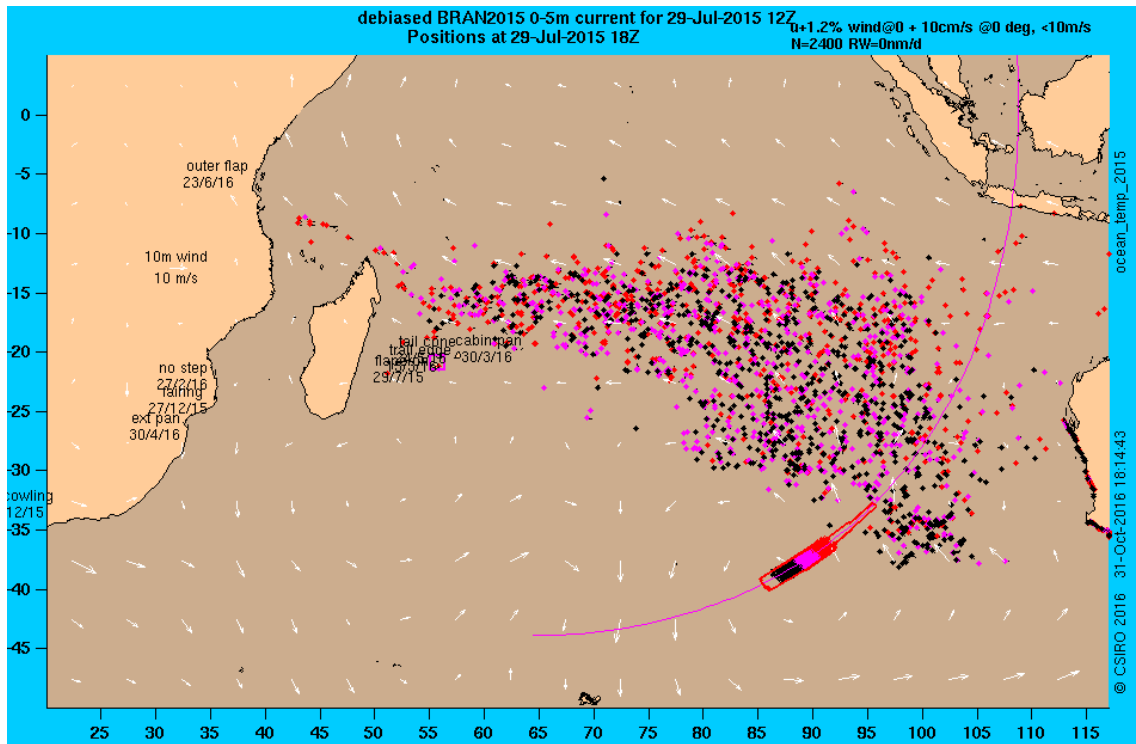 debiased BRAN2015 0-5m current for 29-Jul-2015 12Z
Positions at 29-Jul-2015 18Z
u+1.2% wind@0 + 10cm/s @0 deg, <10m/s
N=2400 RW=0nm/d
0
-5
-10
-15
-20
-25
-30
-35
-40
-45
outer flap
23/6/16
10m wind
10 m/s
tail cone
cabin pan
30/3/16
trail edge
29/7/15
no step
27/2/16
fairing
27/12/15
ext pan
30/4/16
cowling
12/15
ocean_temp_2015
© CSIRO 2016 31-Oct-2016 18:14:43
25 30 35 40 45 50 55 60 65 70 75 80 85 90 95 100 105 110 115